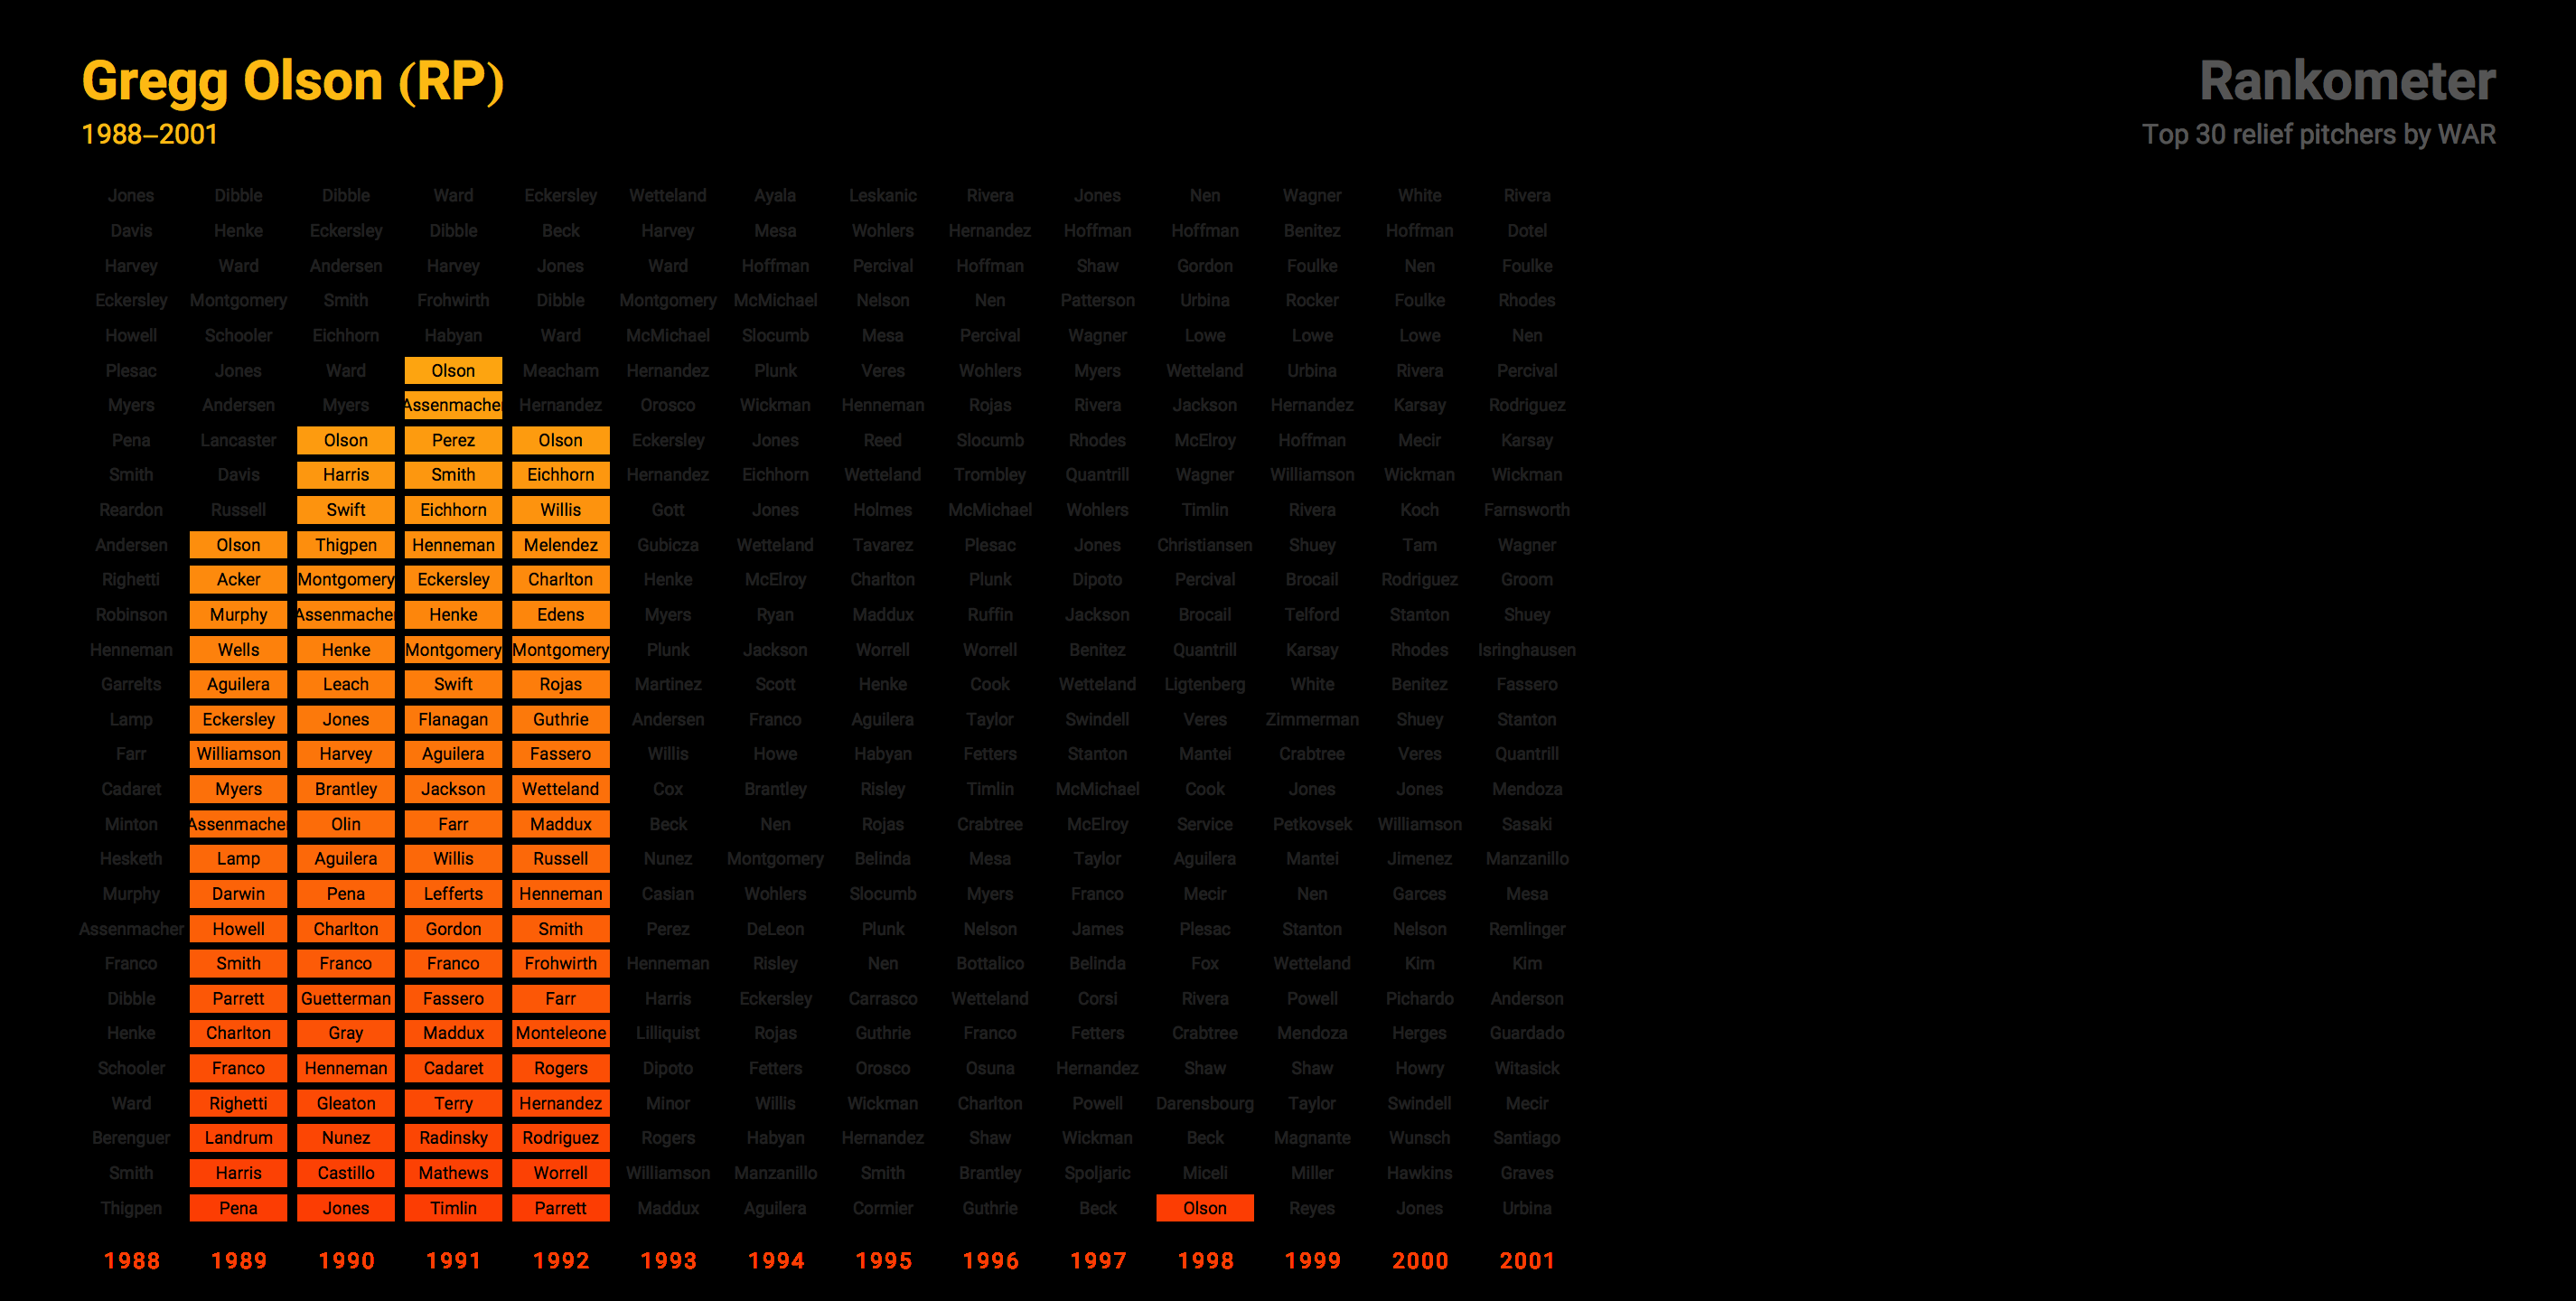 Gregg Olson (RP)
Rankometer
1988–2001
Top 30 relief pitchers by WAR
Jones Dibble Dibble Ward Eckersley Wetteland Ayala Leskanic Rivera Jones Nen Wagner White Rivera
Davis Henke Eckersley Dibble Beck Harvey Mesa Wohlers Hernandez Hoffman Hoffman Benitez Hoffman Dotel
Harvey Ward Andersen Harvey Jones Ward Hoffman Percival Hoffman Shaw Gordon Foulke Nen Foulke
Eckersley Montgomery Smith Frohwirth Dibble Montgomery McMichael Nelson Nen Patterson Urbina Rocker Foulke Rhodes
Howell Schooler Eichhorn Habyan Ward McMichael Slocumb Mesa Percival Wagner Lowe Lowe Lowe Nen
Plesac Jones Ward Olson Meacham Hernandez Plunk Veres Wohlers Myers Wetteland Urbina Rivera Percival
Myers Andersen Myers Assenmacher Hernandez Orosco Wickman Henneman Rojas Rivera Jackson Hernandez Karsay Rodriguez
Pena Lancaster Olson Perez Olson Eckersley Jones Reed Slocumb Rhodes McElroy Hoffman Mecir Karsay
Smith Davis Harris Smith Eichhorn Hernandez Eichhorn Wetteland Trombley Quantrill Wagner Williamson Wickman Wickman
Reardon Russell Swift Eichhorn Willis Gott Jones Holmes McMichael Wohlers Timlin Rivera Koch Farnsworth
Andersen Olson Thigpen Henneman Melendez Gubicza Wetteland Tavarez Plesac Jones Christiansen Shuey Tam Wagner
Righetti Acker Montgomery Eckersley Charlton Henke McElroy Charlton Plunk Dipoto Percival Brocail Rodriguez Groom
Robinson Murphy Assenmacher Henke Edens Myers Ryan Maddux Ruffin Jackson Brocail Telford Stanton Shuey
Henneman Wells Henke Montgomery Montgomery Plunk Jackson Worrell Worrell Benitez Quantrill Karsay Rhodes Isringhausen
Garrelts Aguilera Leach Swift Rojas Martinez Scott Henke Cook Wetteland LIgtenberg White Benitez Fassero
Lamp Eckersley Jones Flanagan Guthrie Andersen Franco Aguilera Taylor Swindell Veres Zimmerman Shuey Stanton
Farr Williamson Harvey Aguilera Fassero Willis Howe Habyan Fetters Stanton Mantei Crabtree Veres Quantrill
Cadaret Myers Brantley Jackson Wetteland Cox Brantley Risley Timlin McMichael Cook Jones Jones Mendoza
Minton Assenmacher Olin Farr Maddux Beck Nen Rojas Crabtree McElroy Service Petkovsek Williamson Sasaki
Hesketh Lamp Aguilera Willis Russell Nunez Montgomery Belinda Mesa Taylor Aguilera Mantei Jimenez Manzanillo
Murphy Darwin Pena Lefferts Henneman Casian Wohlers Slocumb Myers Franco Mecir Nen Garces Mesa
Assenmacher Howell Charlton Gordon Smith Perez DeLeon Plunk Nelson James Plesac Stanton Nelson Remlinger
Franco Smith Franco Franco Frohwirth Henneman Risley Nen Bottalico Belinda Fox Wetteland Kim Kim
Dibble Parrett Guetterman Fassero Farr Harris Eckersley Carrasco Wetteland Corsi Rivera Powell Pichardo Anderson
Henke Charlton Gray Maddux Monteleone Lilliquist Rojas Guthrie Franco Fetters Crabtree Mendoza Herges Guardado
Schooler Franco Henneman Cadaret Rogers Dipoto Fetters Orosco Osuna Hernandez Shaw Shaw Howry Witasick
Ward Righetti Gleaton Terry Hernandez Minor Willis Wickman Charlton Powell Darensbourg Taylor Swindell Mecir
Berenguer Landrum Nunez Radinsky Rodriguez Rogers Habyan Hernandez Shaw Wickman Beck Magnante Wunsch Santiago
Smith Harris Castillo Mathews Worrell Williamson Manzanillo Smith Brantley Spoljaric Miceli Miller Hawkins Graves
Thigpen Pena Jones Timlin Parrett Maddux Aguilera Cormier Guthrie Beck Olson Reyes Jones Urbina
1988 1989 1990 1991 1992 1993 1994 1995 1996 1997 1998 1999 2000 2001